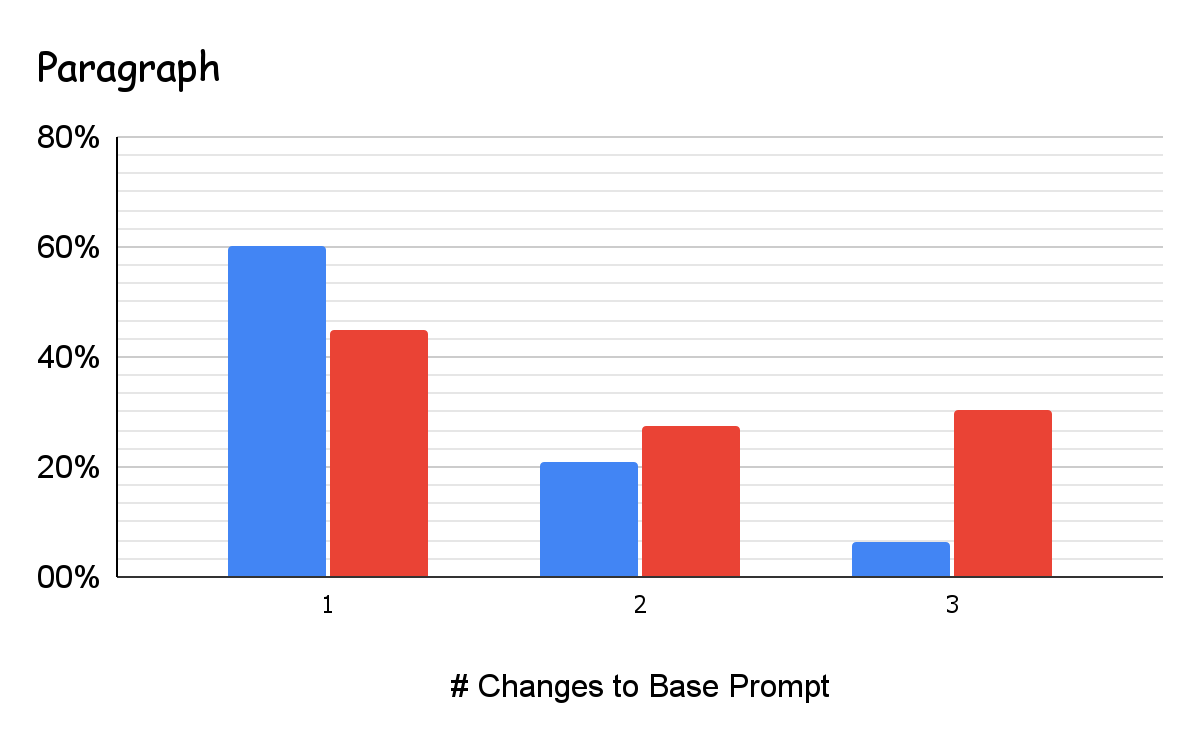 Paragraph
80%
60%
40%
20%
00%
1 2 3
# Changes to Base Prompt